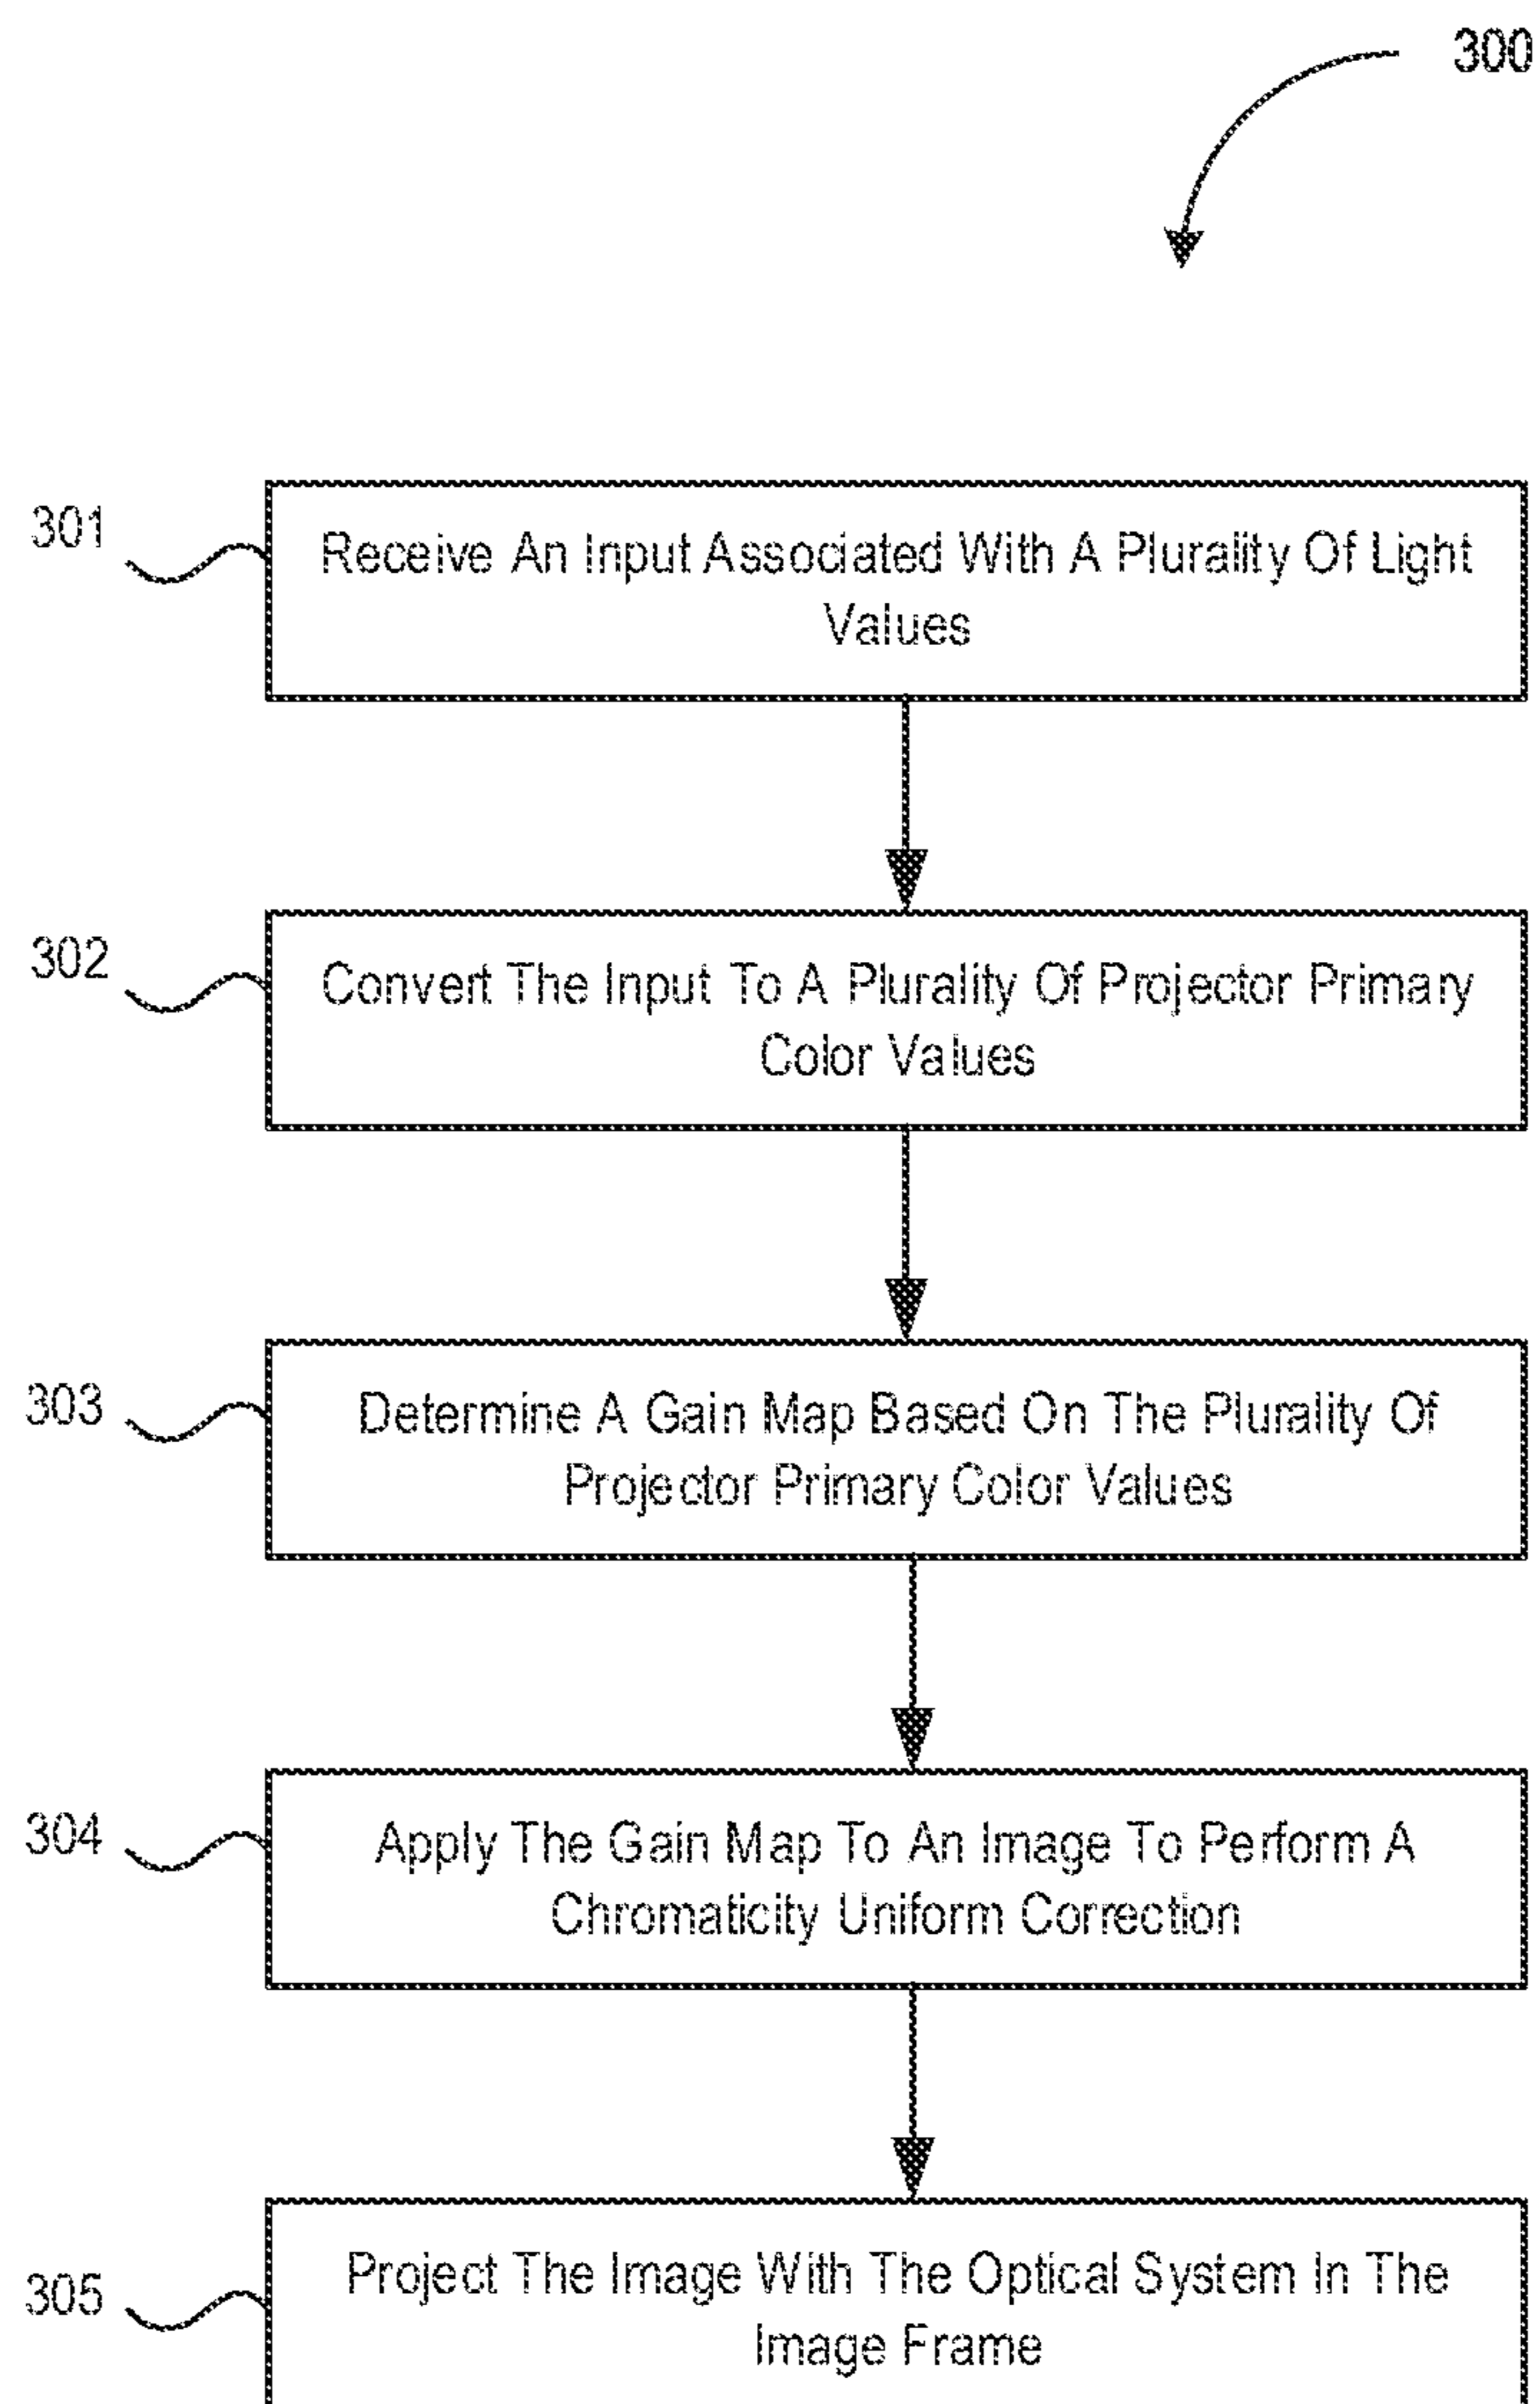 300
301
Receive An Input Associated With A Plurality Of Light
Values
302
Convert The Input To A Plurality Of Projector Primary
Color Values
303
Determine A Gain Map Based On The Plurality Of
Projector Primary Color Values
304
Apply The Gain Map To An Image To Perform A
Chromaticity Uniform Correction
305
Project The Image With The Optical System In The
Image Frame